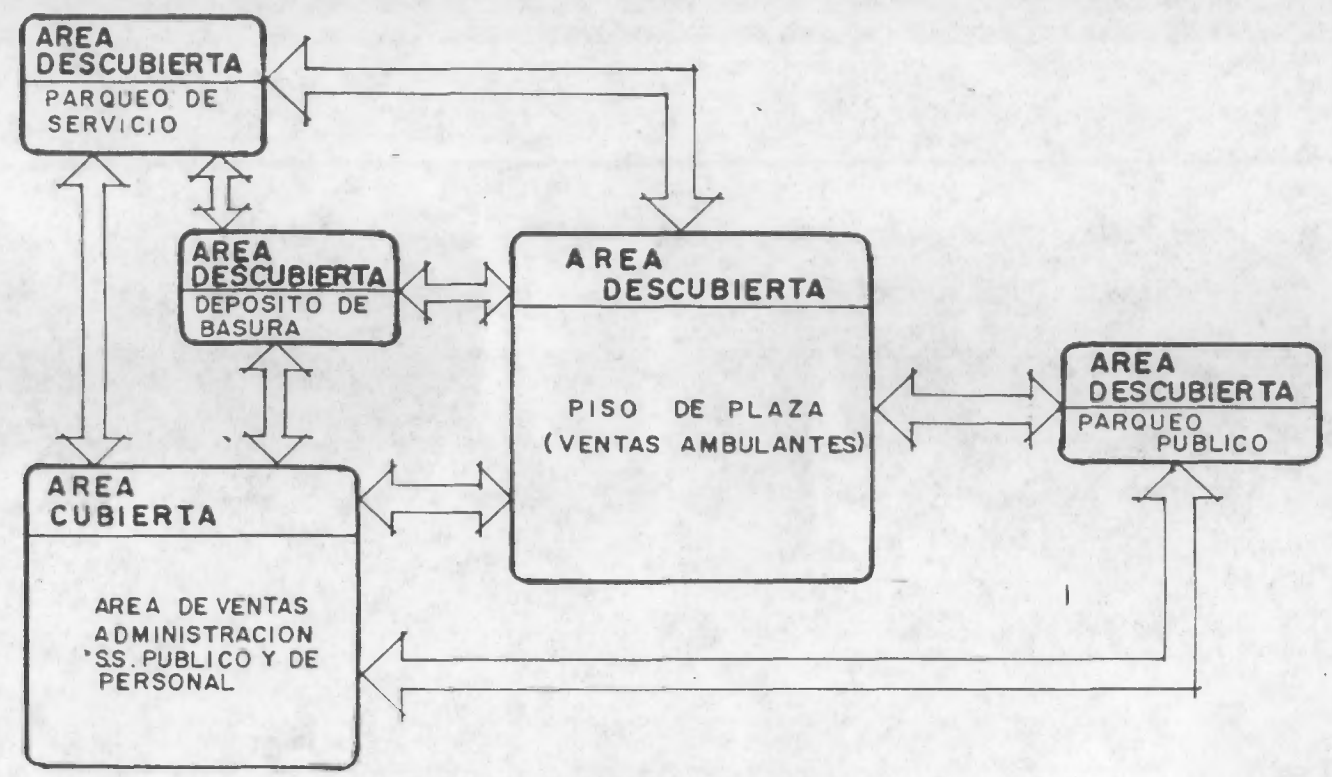 AREA
DESCUBIERTA
PARQUEO DE
SERVICIO
AREA
DESCUBIERTA
DEPOSITO DE
BASURA
AREA
DESCUBIERTA
PISO DE PLAZA
(VENTAS AMBULANTES)
AREA
DESCUBIERTA
PARQUEO
PUBLICO
AREA
CUBIERTA
AREA DE VENTAS
ADMINISTRACION
S.S. PUBLICO Y DE
PERSONAL